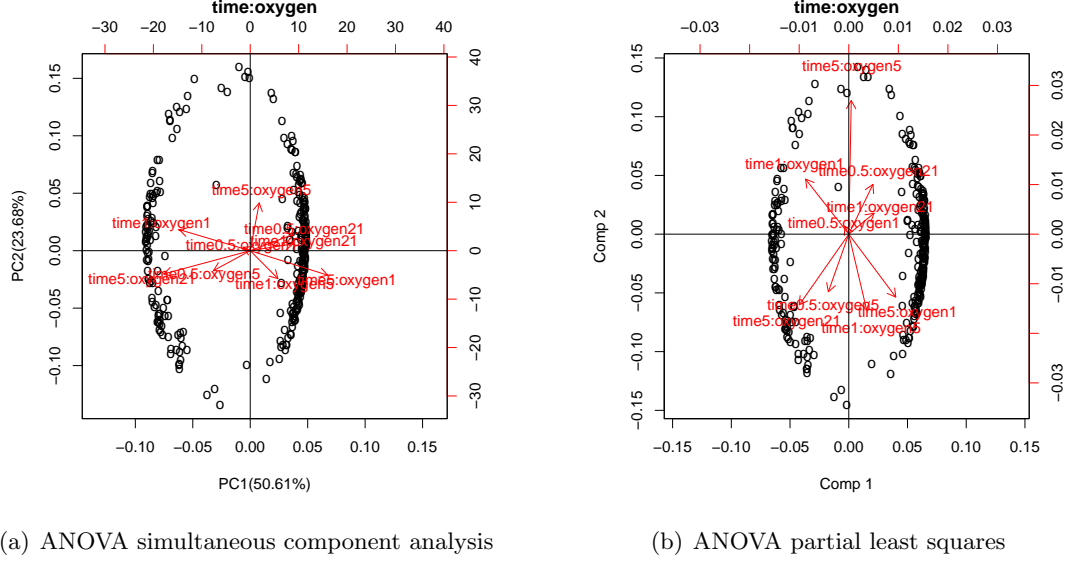 time:oxygen
−30 −20 −10 0 10 20 30 40
PC2(23.68%)
−0.10 −0.05 0.00 0.05 0.10 0.15
−30 −20 −10 0 10 20 30 40
time5:oxygen5
time1:oxygen1
time0.5:oxygen21
time1:oxygen21
time0.5:oxygen1
time5:oxygen21
time0.5:oxygen5
time1:oxygen5
time5:oxygen1
−0.10 −0.05 0.00 0.05 0.10 0.15
PC1(50.61%)
(a) ANOVA simultaneous component analysis
time:oxygen
−0.03 −0.01 0.00 0.01 0.03
Comp 2
−0.15 −0.10 −0.05 0.00 0.05 0.10 0.15
−0.03 −0.01 0.00 0.01 0.02 0.03
time5:oxygen5
time1:oxygen1
time0.5:oxygen21
time1:oxygen21
time0.5:oxygen1
time0.5:oxygen5
time5:oxygen1
time5:oxygen21
time1:oxygen5
−0.15 −0.10 −0.05 0.00 0.05 0.10 0.15
Comp 1
(b) ANOVA partial least squares